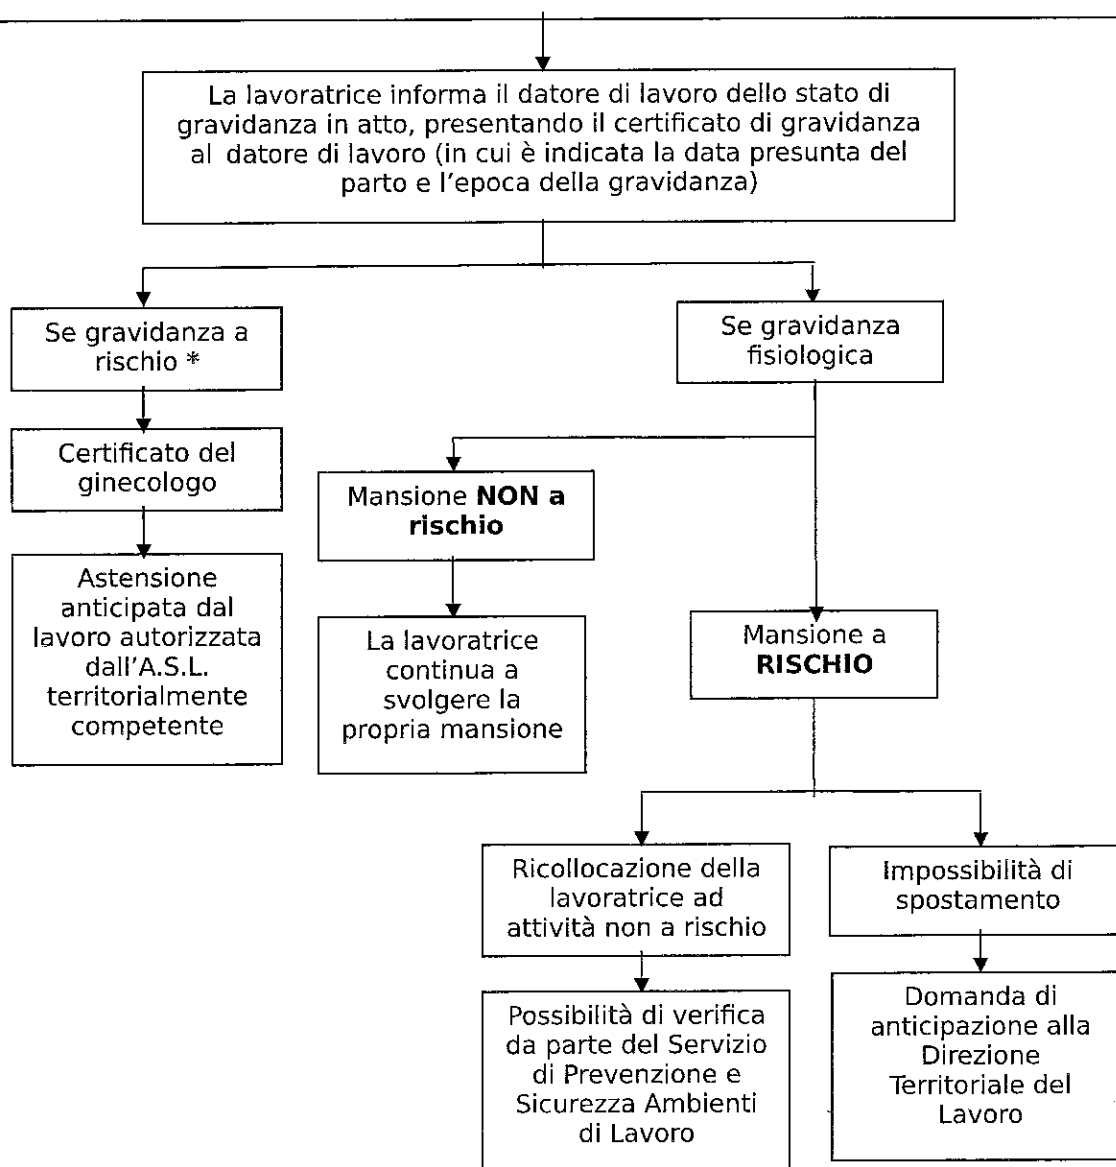 La lavoratrice informa il datore di lavoro dello stato di
gravidanza in atto, presentando il certificato di gravidanza
al datore di lavoro (in cui è indicata la data presunta del
parto e l'epoca della gravidanza)
Se gravidanza a
rischio *
Se gravidanza
fisiologica
Certificato del
ginecologo
Mansione NON a
rischio
Astensione
anticipata dal
lavoro autorizzata
dall'A.S.L.
territorialmente
competente
La lavoratrice
continua a
svolgere la
propria mansione
Mansione a
RISCHIO
Ricollocazione della
lavoratrice ad
attività non a rischio
Impossibilità di
spostamento
Possibilità di verifica
da parte del Servizio
di Prevenzione e
Sicurezza Ambienti
di Lavoro
Domanda di
anticipazione alla
Direzione
Territoriale del
Lavoro